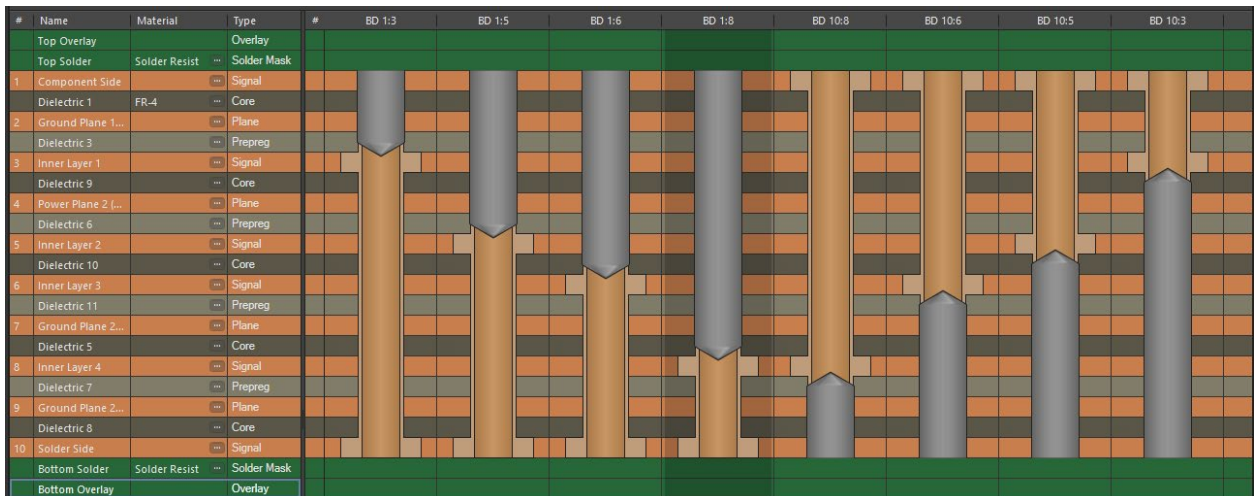 # Name Material Type # BD 1:3 BD 1:5 BD 1:6 BD 1:8 BD 10:8 BD 10:6 BD 10:5 BD 10:3
Top Overlay Overlay
Top Solder Solder Resist ... Solder Mask
1 Component Side ... Signal
Dielectric 1 FR-4 ... Core
2 Ground Plane 1... ... Plane
Dielectric 3 ... Prepreg
3 Inner Layer 1 ... Signal
Dielectric 9 ... Core
4 Power Plane 2 (... ... Plane
Dielectric 6 ... Prepreg
5 Inner Layer 2 ... Signal
Dielectric 10 ... Core
6 Inner Layer 3 ... Signal
Dielectric 11 ... Prepreg
7 Ground Plane 2... ... Plane
Dielectric 5 ... Core
8 Inner Layer 4 ... Signal
Dielectric 7 ... Prepreg
9 Ground Plane 2... ... Plane
Dielectric 8 ... Core
10 Solder Side ... Signal
Bottom Solder Solder Resist ... Solder Mask
Bottom Overlay Overlay